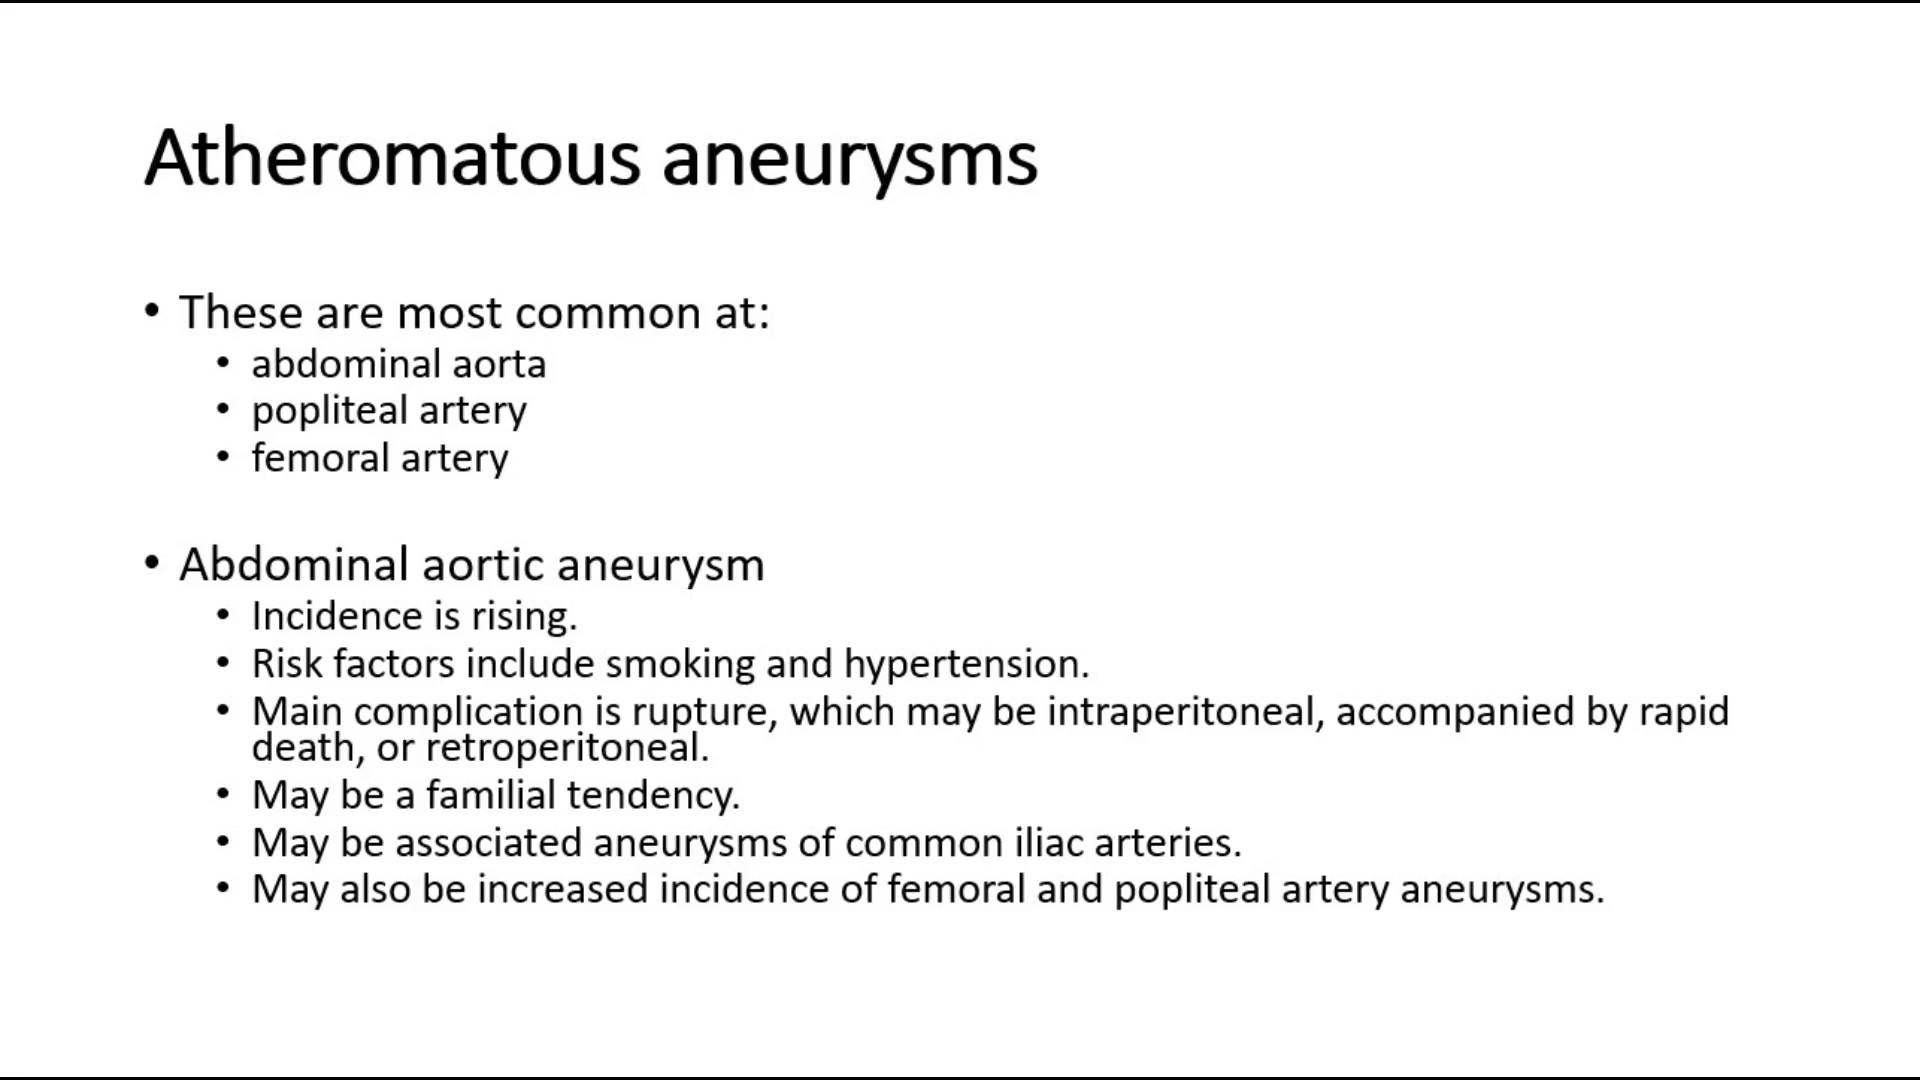 Atheromatous aneurysms
• These are most common at:
• abdominal aorta
• popliteal artery
• femoral artery
• Abdominal aortic aneurysm
• Incidence is rising.
• Risk factors include smoking and hypertension.
• Main complication is rupture, which may be intraperitoneal, accompanied by rapid
death, or retroperitoneal.
• May be a familial tendency.
• May be associated aneurysms of common iliac arteries.
• May also be increased incidence of femoral and popliteal artery aneurysms.